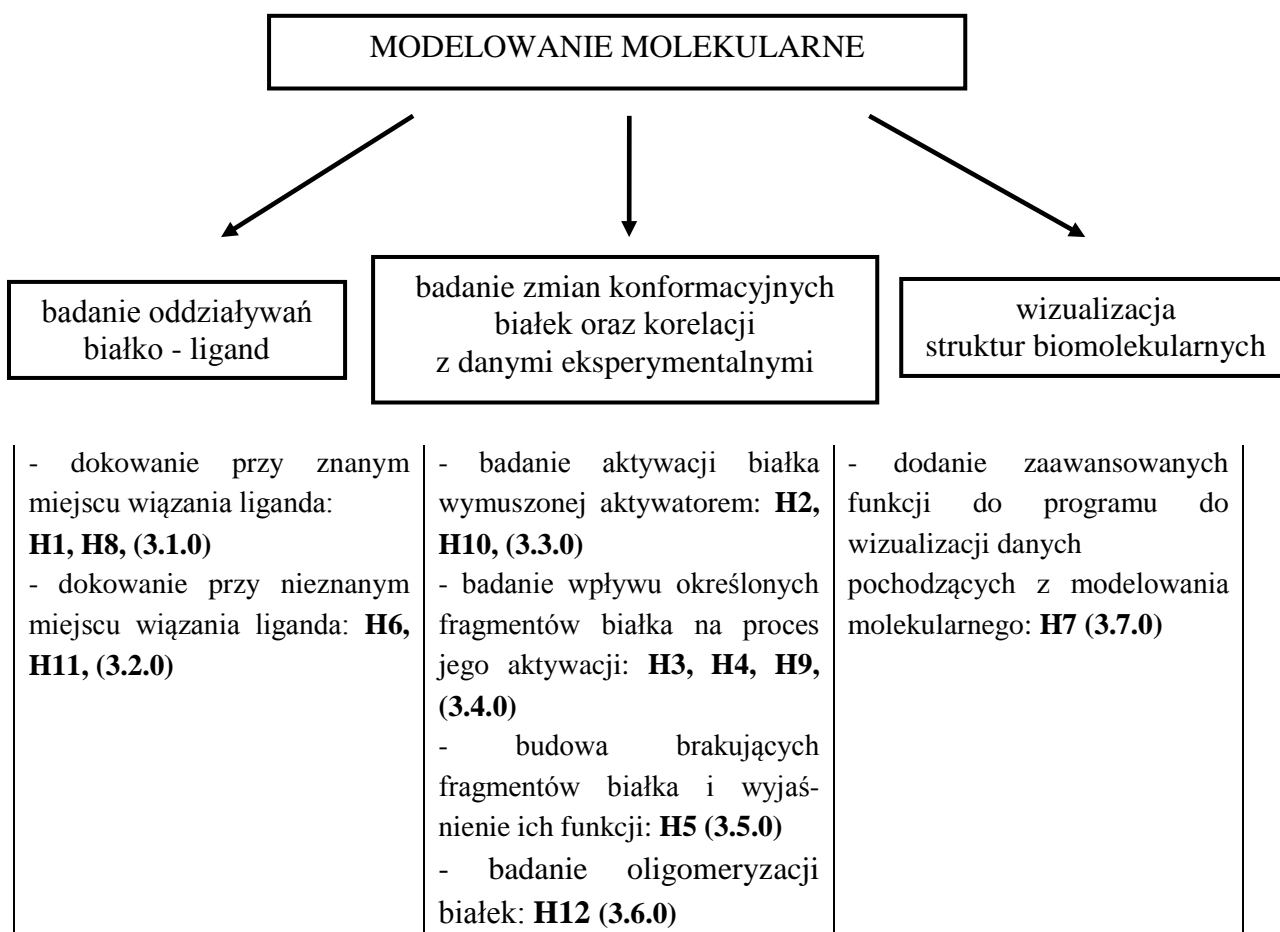 MODELOWANIE MOLEKULARNE
badanie oddziaływań
białko - ligand
badanie zmian konformacyjnych
białek oraz korelacji
z danymi eksperymentalnymi
wizualizacja
struktur biomolekularnych
- dokowanie przy znanym
miejscu wiązania liganda:
H1, H8, (3.1.0)
- dokowanie przy nieznanym
miejscu wiązania liganda: H6,
H11, (3.2.0)
- badanie aktywacji białka
wymuszonej aktywatorem: H2,
H10, (3.3.0)
- badanie wpływu określonych
fragmentów białka na proces
jego aktywacji: H3, H4, H9,
(3.4.0)
- budowa brakujących
fragmentów białka i wyjaś-
nienie ich funkcji: H5 (3.5.0)
- badanie oligomeryzacji
białek: H12 (3.6.0)
- dodanie zaawansowanych
funkcji do programu do
wizualizacji danych
pochodzących z modelowania
molekularnego: H7 (3.7.0)